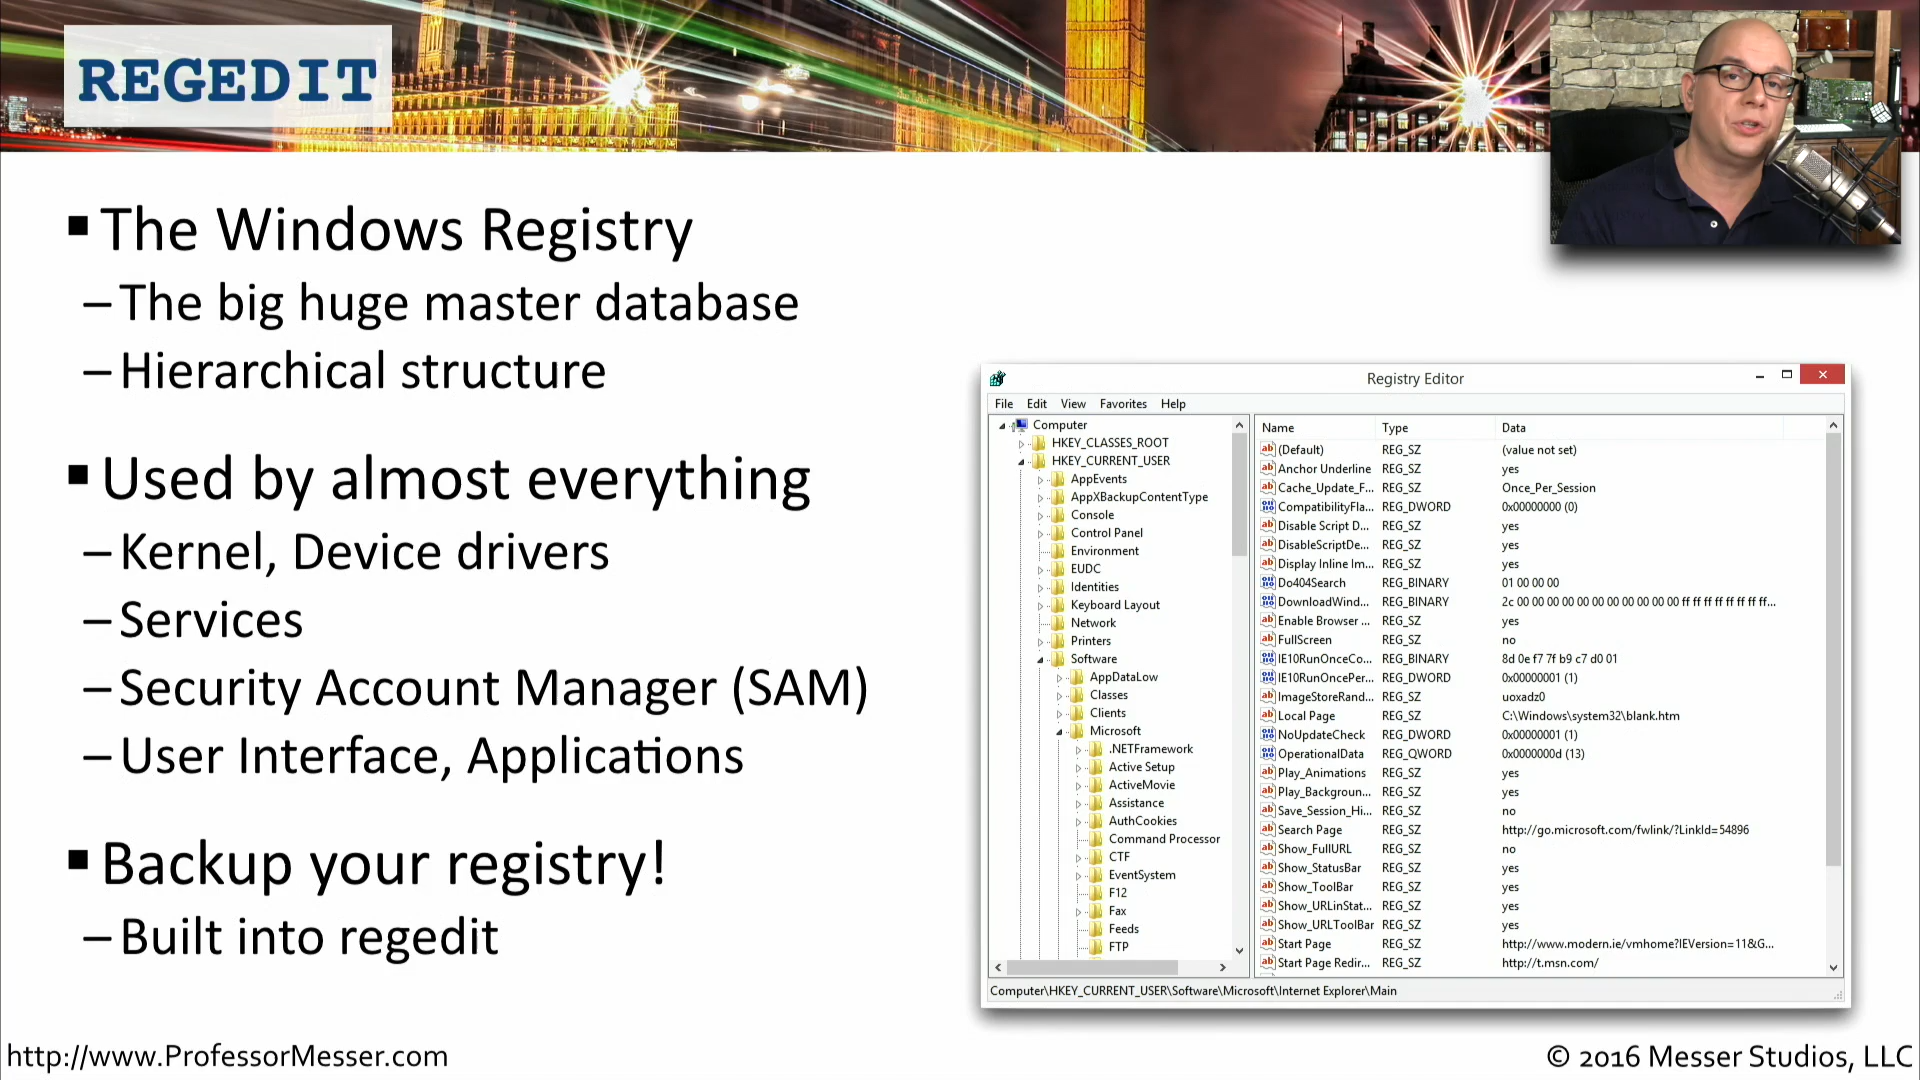 REGEDIT
▪ The Windows Registry
– The big huge master database
– Hierarchical structure
▪ Used by almost everything
– Kernel, Device drivers
– Services
– Security Account Manager (SAM)
– User Interface, Applications
▪ Backup your registry!
– Built into regedit
Registry Editor
File Edit View Favorites Help
Computer
HKEY_CLASSES_ROOT
HKEY_CURRENT_USER
AppEvents
AppXBackupContentType
Console
Control Panel
Environment
EUDC
Identities
Keyboard Layout
Network
Printers
Software
AppDataLow
Classes
Clients
Microsoft
.NETFramework
Active Setup
ActiveMovie
Assistance
AuthCookies
Command Processor
CTF
EventSystem
F12
Fax
Feeds
FTP
Name Type Data
(Default) REG_SZ (value not set)
Anchor Underline REG_SZ yes
Cache_Update_F... REG_SZ Once_Per_Session
CompatibilityFla... REG_DWORD 0x00000000 (0)
Disable Script D... REG_SZ yes
DisableScriptDe... REG_SZ yes
Display Inline Im... REG_SZ yes
Do404Search REG_BINARY 01 00 00 00
DownloadWind... REG_BINARY 2c 00 00 00 00 00 00 00 00 00 00 00 ff ff ff ff ff ff ff ff...
Enable Browser ... REG_SZ yes
FullScreen REG_SZ no
IE10RunOnceCo... REG_BINARY 8d 0e f7 7f b9 c7 d0 01
IE10RunOncePer... REG_DWORD 0x00000001 (1)
ImageStoreRand... REG_SZ uoxadz0
Local Page REG_SZ C:\Windows\system32\blank.htm
NoUpdateCheck REG_DWORD 0x00000001 (1)
OperationalData REG_QWORD 0x0000000d (13)
Play_Animations REG_SZ yes
Play_Backgroun... REG_SZ yes
Save_Session_Hi... REG_SZ no
Search Page REG_SZ http://go.microsoft.com/fwlink/?LinkId=54896
Show_FullURL REG_SZ no
Show_StatusBar REG_SZ yes
Show_ToolBar REG_SZ yes
Show_URLinStat... REG_SZ yes
Show_URLToolBar REG_SZ yes
Start Page REG_SZ http://www.modern.ie/vmhome?IEVersion=11&G...
Start Page Redir... REG_SZ http://t.msn.com/
Computer\HKEY_CURRENT_USER\Software\Microsoft\Internet Explorer\Main
http://www.ProfessorMesser.com
© 2016 Messer Studios, LLC